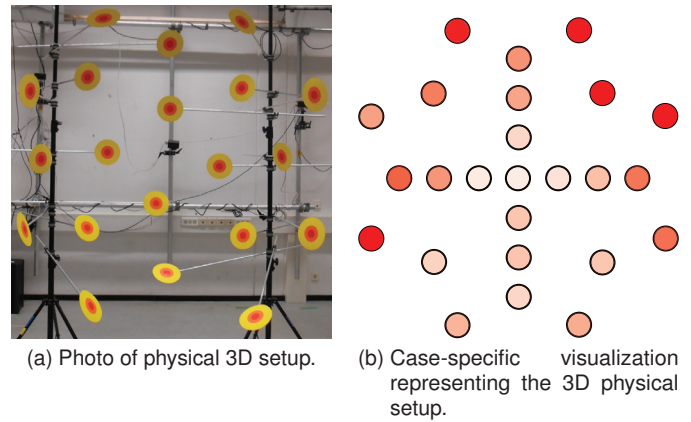 (a) Photo of physical 3D setup.
(b) Case-specific visualization
representing the 3D physical
setup.